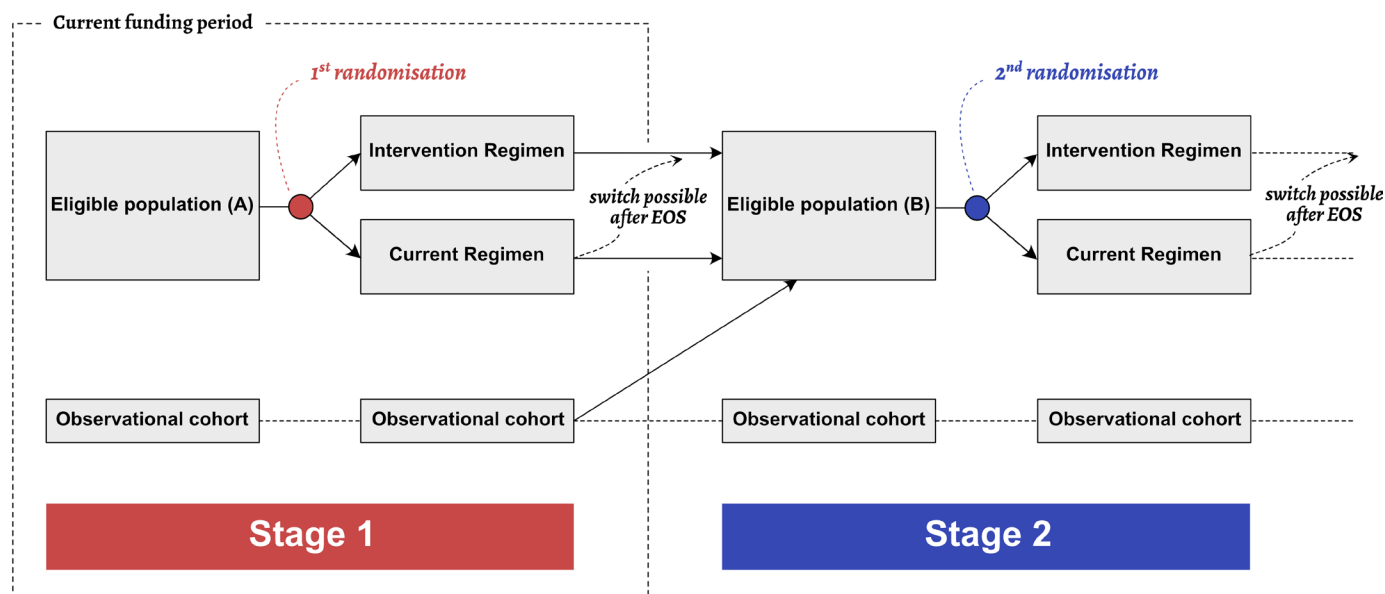 Current funding period
1st randomisation
2nd randomisation
Eligible population (A)
Intervention Regimen
Current Regimen
switch possible
after EOS
Eligible population (B)
Intervention Regimen
Current Regimen
switch possible
after EOS
Observational cohort
Observational cohort
Observational cohort
Observational cohort
Stage 1
Stage 2